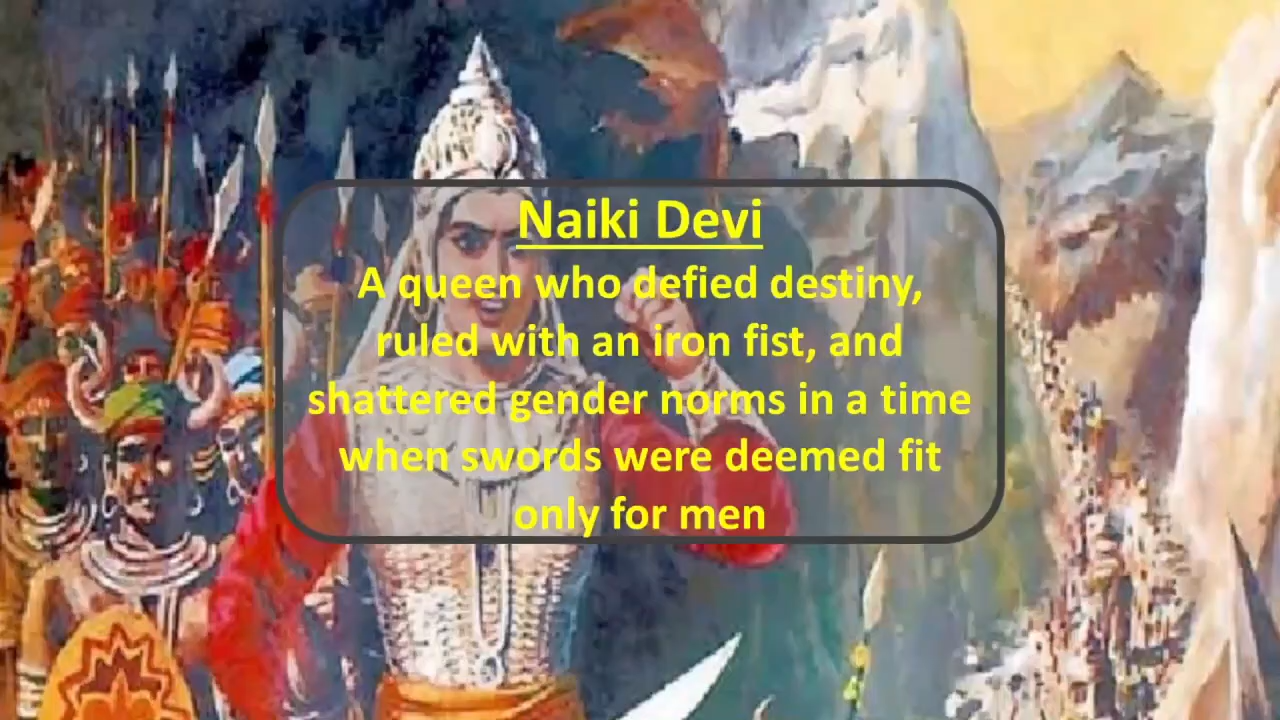 Naiki Devi
A queen who defied destiny,
ruled with an iron fist, and
shattered gender norms in a time
when swords were deemed fit
only for men